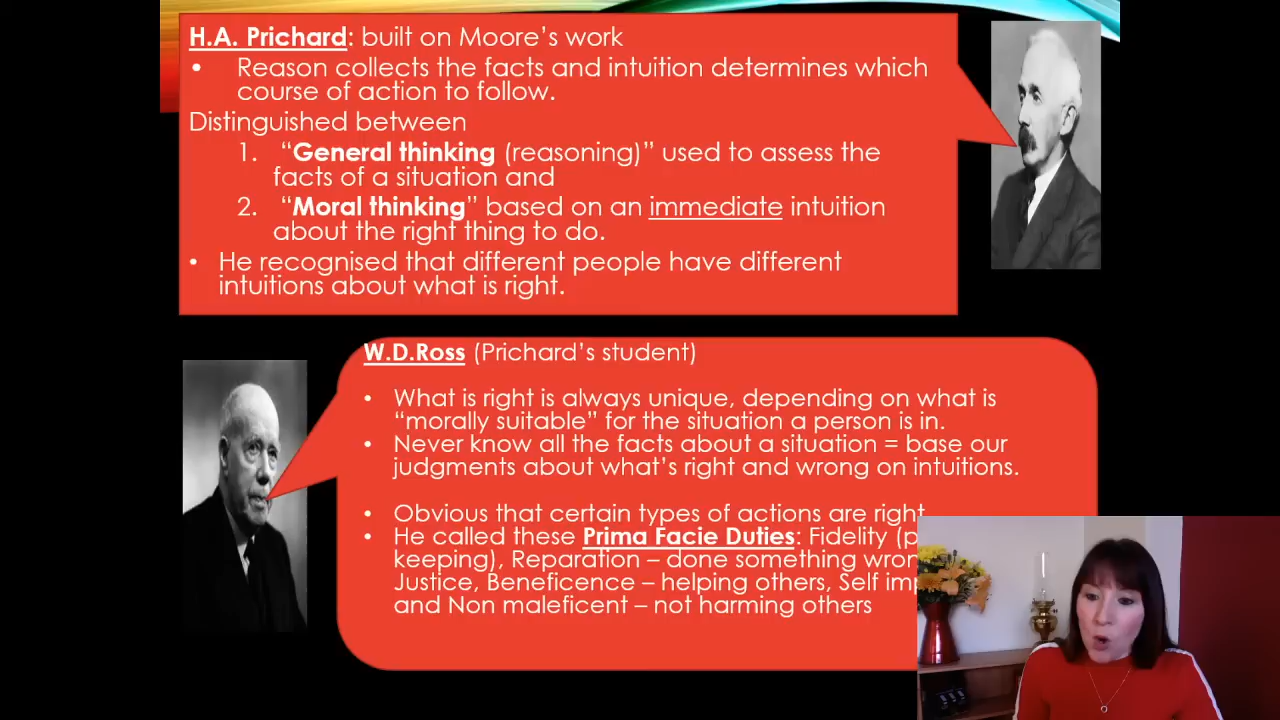 H.A. Prichard: built on Moore's work
• Reason collects the facts and intuition determines which
course of action to follow.
Distinguished between
1. "General thinking (reasoning)" used to assess the
facts of a situation and
2. "Moral thinking" based on an immediate intuition
about the right thing to do.
• He recognised that different people have different
intuitions about what is right.
W.D.Ross (Prichard's student)
• What is right is always unique, depending on what is
"morally suitable" for the situation a person is in.
• Never know all the facts about a situation = base our
judgments about what's right and wrong on intuitions.
• Obvious that certain types of actions are right
• He called these Prima Facie Duties: Fidelity
keeping), Reparation – done something
Justice, Beneficence – helping others, Self
and Non maleficent – not harming others